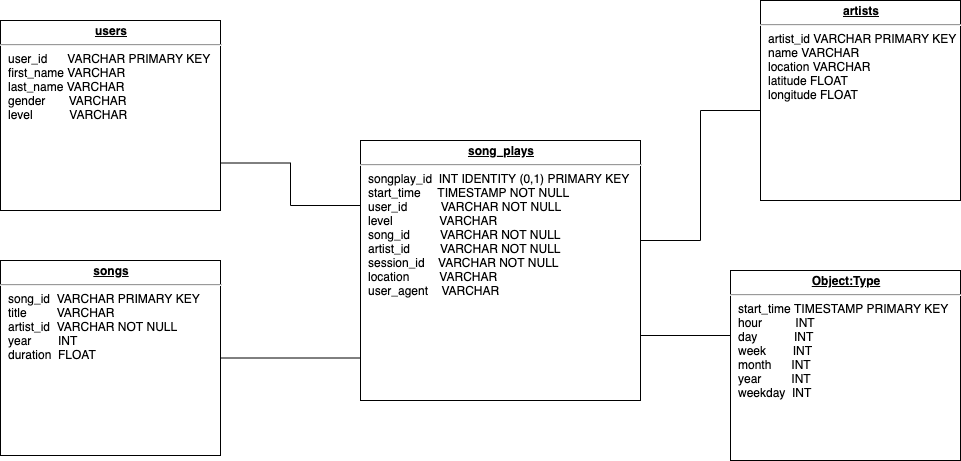 users
user_id VARCHAR PRIMARY KEY
first_name VARCHAR
last_name VARCHAR
gender VARCHAR
level VARCHAR
artists
artist_id VARCHAR PRIMARY KEY
name VARCHAR
location VARCHAR
latitude FLOAT
longitude FLOAT
song_plays
songplay_id INT IDENTITY (0,1) PRIMARY KEY
start_time TIMESTAMP NOT NULL
user_id VARCHAR NOT NULL
level VARCHAR
song_id VARCHAR NOT NULL
artist_id VARCHAR NOT NULL
session_id VARCHAR NOT NULL
location VARCHAR
user_agent VARCHAR
songs
song_id VARCHAR PRIMARY KEY
title VARCHAR
artist_id VARCHAR NOT NULL
year INT
duration FLOAT
Object:Type
start_time TIMESTAMP PRIMARY KEY
hour INT
day INT
week INT
month INT
year INT
weekday INT